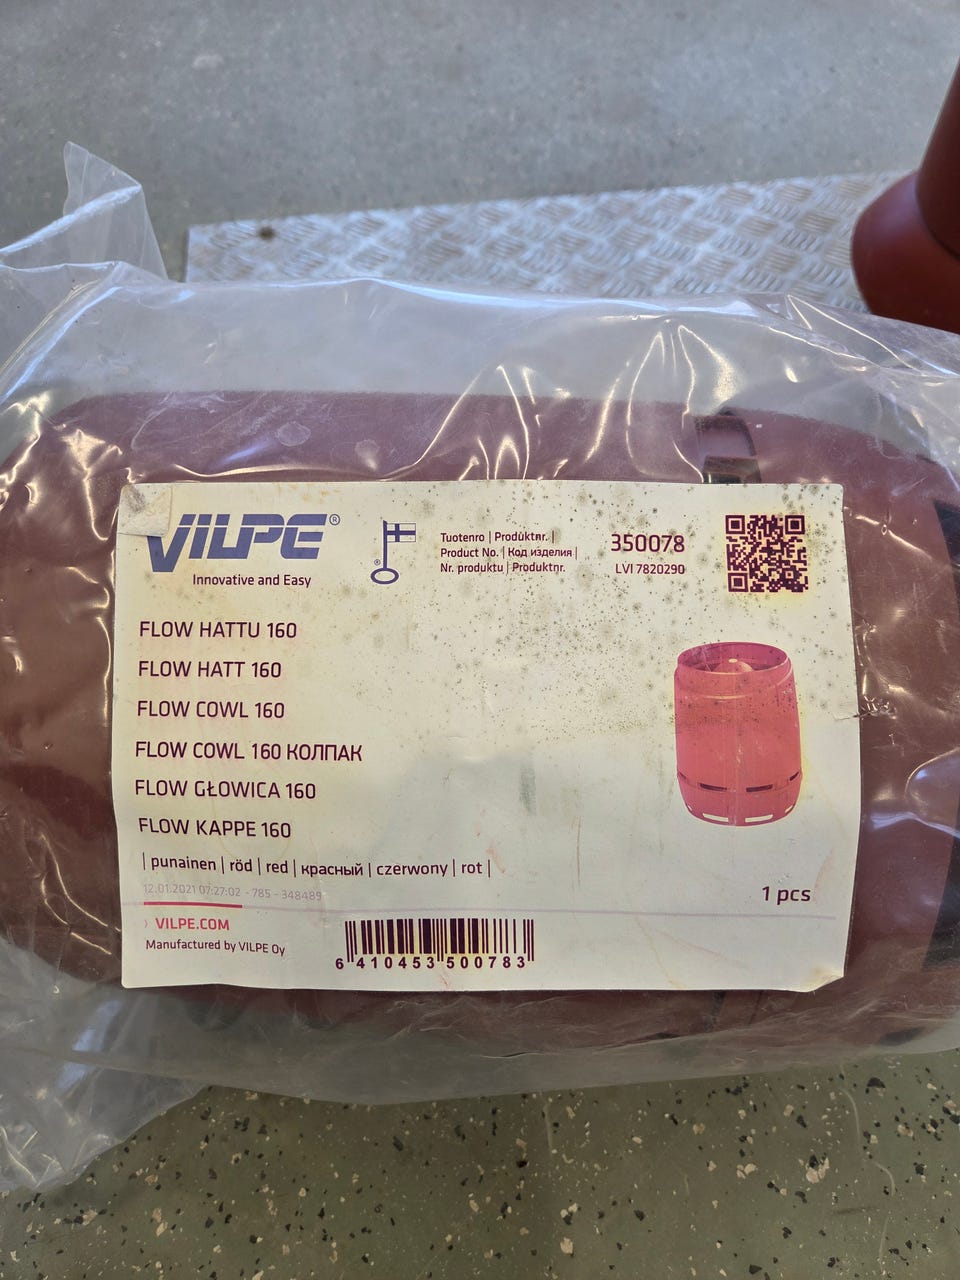 VILPE®
Innovative and Easy
Tuotenro | Produktnr. |
Product No. | Код изделия |
Nr. produktu | Produktnr.
350078
LVI 7820290
FLOW HATTU 160
FLOW HATT 160
FLOW COWL 160
FLOW COWL 160 КОЛПАК
FLOW GŁOWICA 160
FLOW KAPPE 160
| punainen | röd | red | красный | czerwony | rot |
12.01.2021 07:27:02 - 785 - 348489
1 pcs
› VILPE.COM
Manufactured by VILPE Oy
6 410453 500783